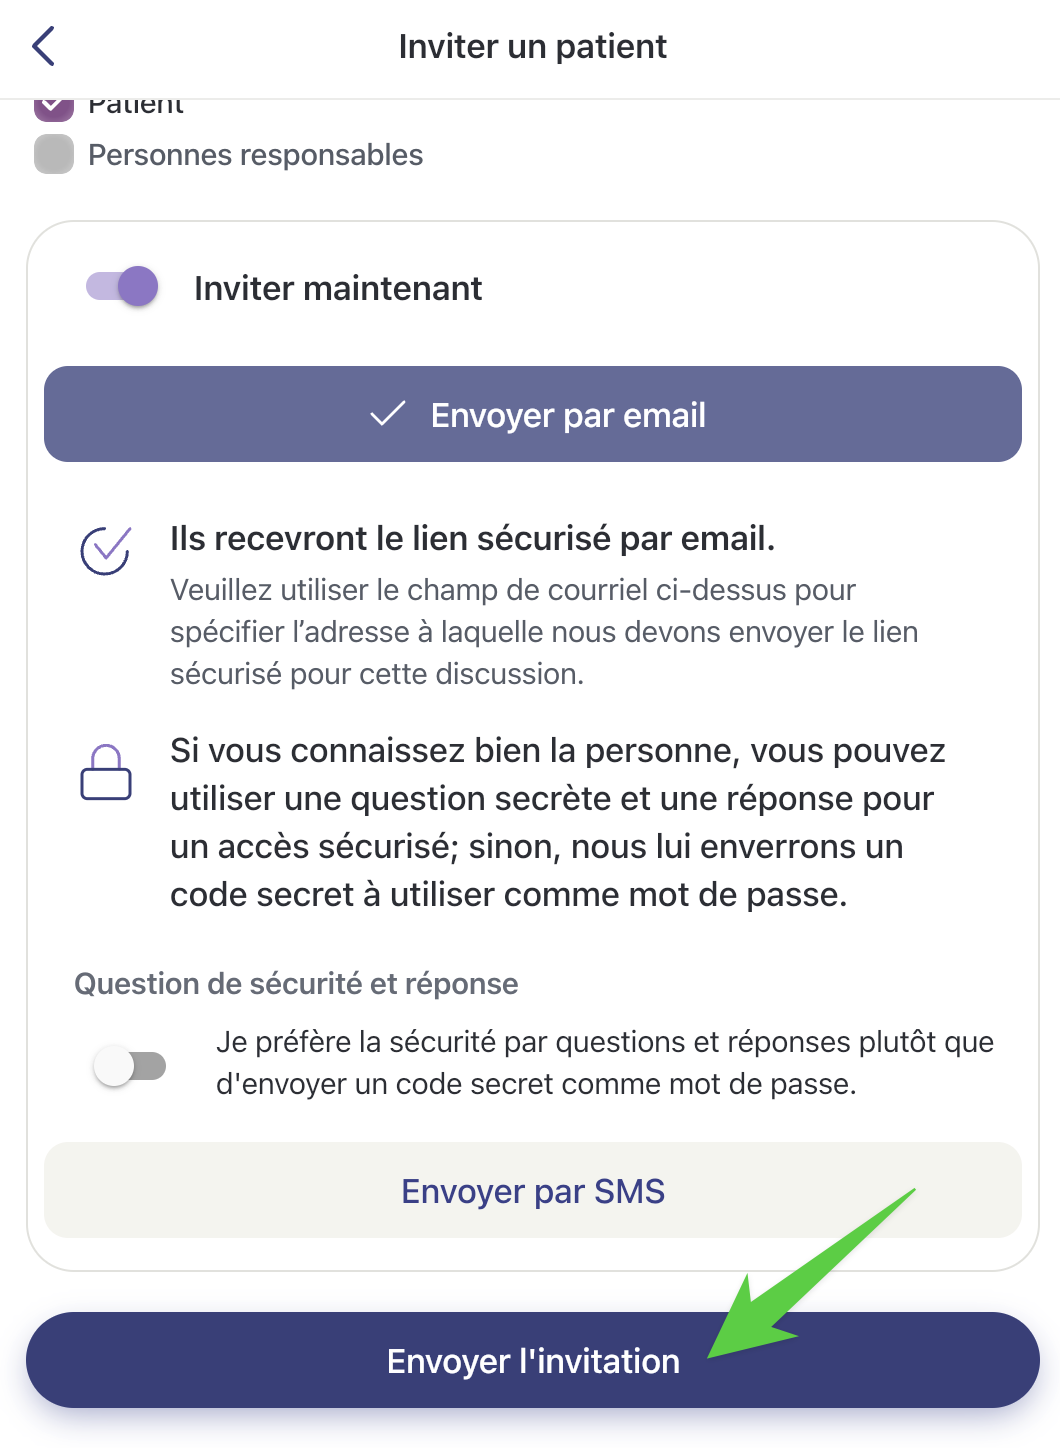 Inviter un patient
Patient
Personnes responsables
Inviter maintenant
Envoyer par email
Ils recevront le lien sécurisé par email.
Veuillez utiliser le champ de courriel ci-dessus pour
spécifier l’adresse à laquelle nous devons envoyer le lien
sécurisé pour cette discussion.
Si vous connaissez bien la personne, vous pouvez
utiliser une question secrète et une réponse pour
un accès sécurisé; sinon, nous lui enverrons un
code secret à utiliser comme mot de passe.
Question de sécurité et réponse
Je préfère la sécurité par questions et réponses plutôt que
d'envoyer un code secret comme mot de passe.
Envoyer par SMS
Envoyer l'invitation